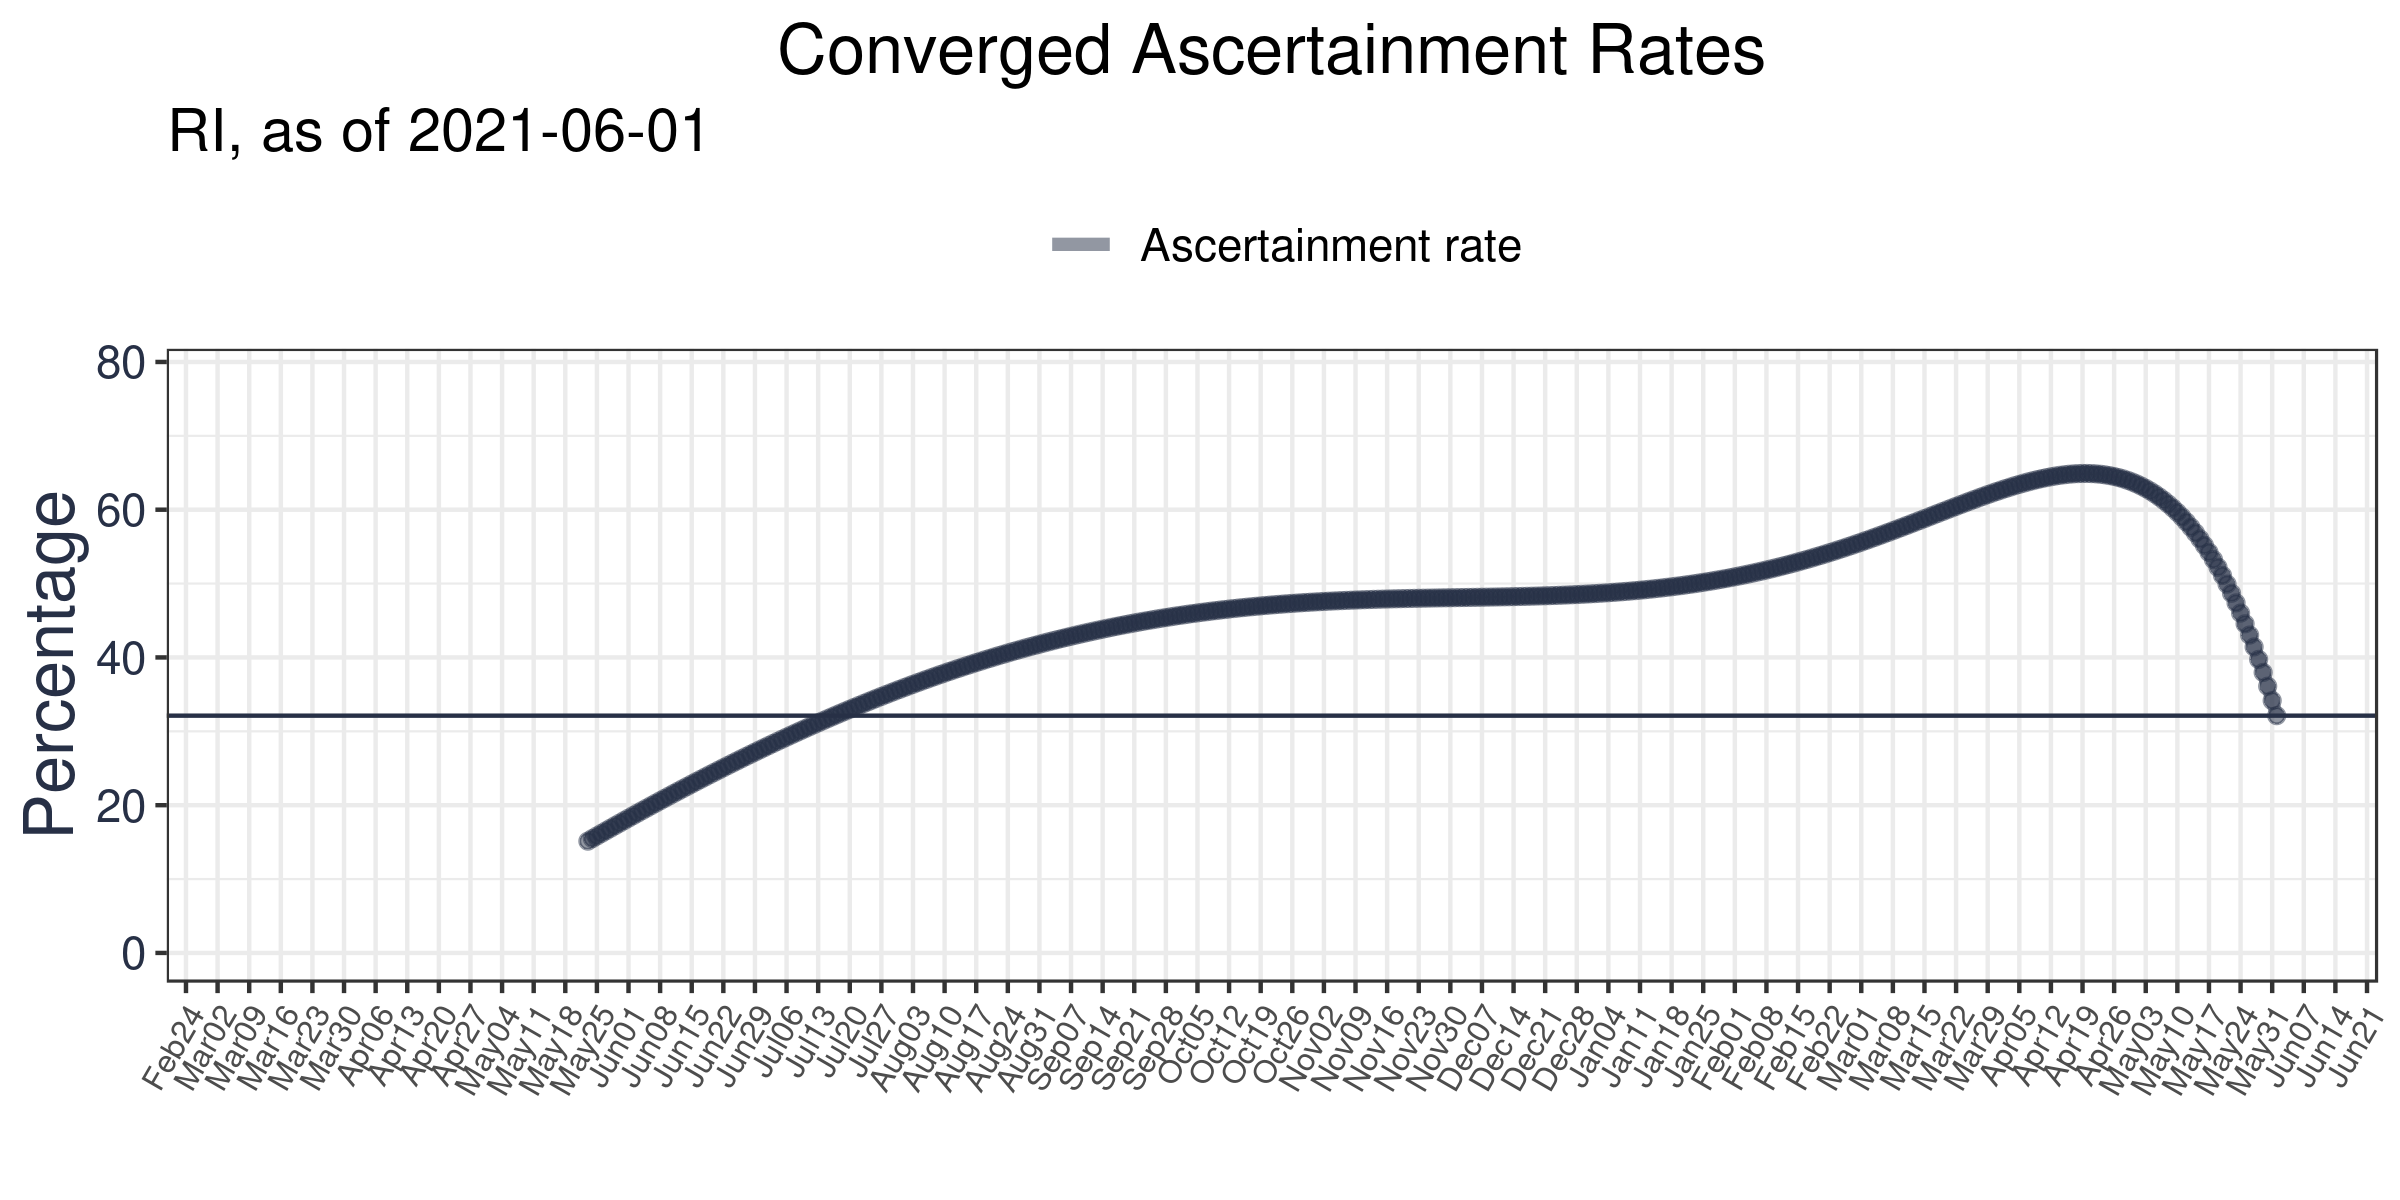 Converged Ascertainment Rates
RI, as of 2021-06-01
Ascertainment rate
Percentage
80
60
40
20
0
Feb24
Mar02
Mar09
Mar16
Mar23
Mar30
Apr06
Apr13
Apr20
Apr27
May04
May11
May18
May25
Jun01
Jun08
Jun15
Jun22
Jun29
Jul06
Jul13
Jul20
Jul27
Aug03
Aug10
Aug17
Aug24
Aug31
Sep07
Sep14
Sep21
Sep28
Oct05
Oct12
Oct19
Oct26
Nov02
Nov09
Nov16
Nov23
Nov30
Dec07
Dec14
Dec21
Dec28
Jan04
Jan11
Jan18
Jan25
Feb01
Feb08
Feb15
Feb22
Mar01
Mar08
Mar15
Mar22
Mar29
Apr05
Apr12
Apr19
Apr26
May03
May10
May17
May24
May31
Jun07
Jun14
Jun21